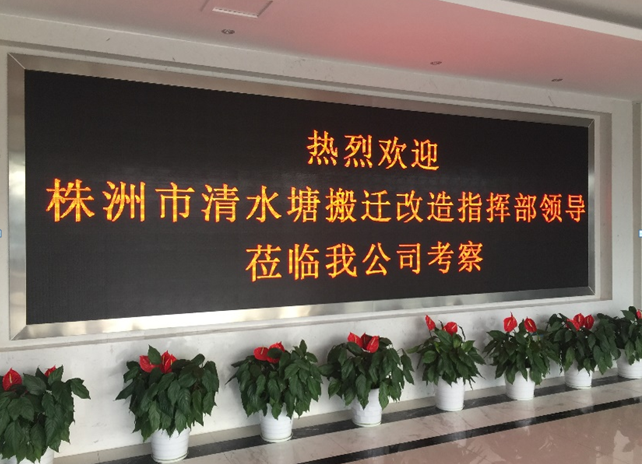 热烈欢迎
株洲市清水塘搬迁改造指挥部领导
莅临我公司考察